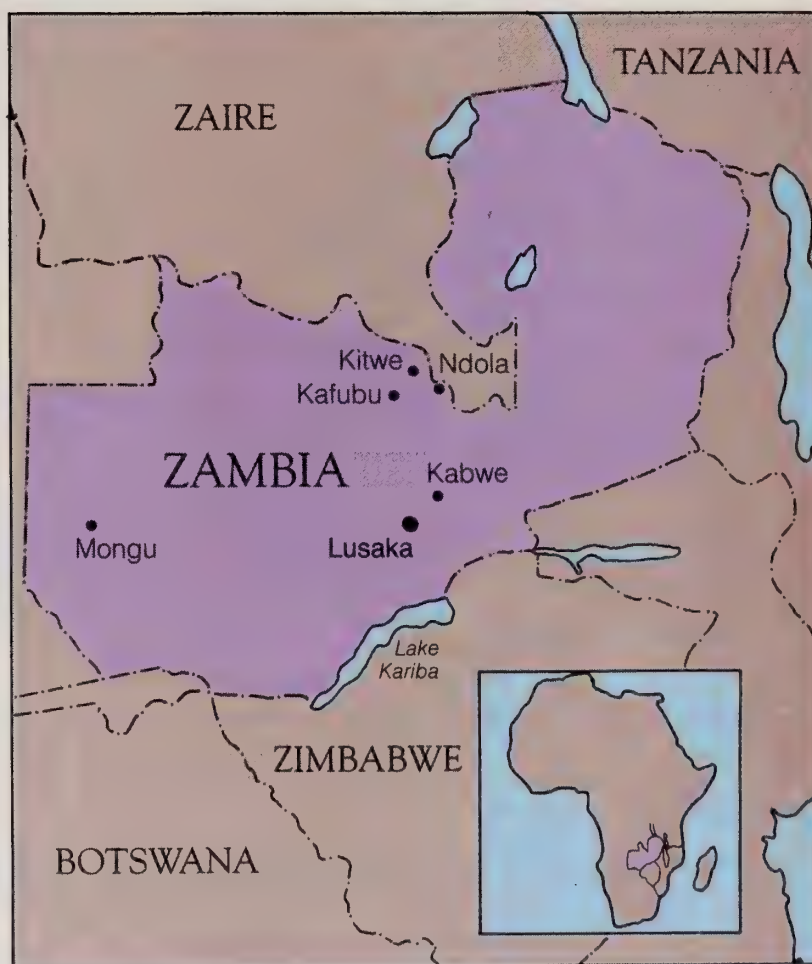 TANZANIA
ZAIRE
Kitwe
Ndola
Kafubu
ZAMBIA
Kabwe
Mongu
Lusaka
Lake
Kariba
ZIMBABWE
BOTSWANA